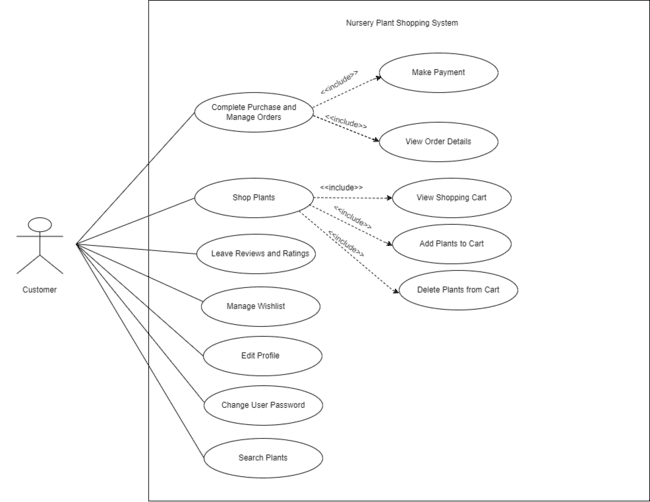 Nursery Plant Shopping System
Make Payment
<<include>>
Complete Purchase and
Manage Orders
<<include>>
View Order Details
Shop Plants
<<include>>
View Shopping Cart
<<include>>
Add Plants to Cart
<<include>>
Leave Reviews and Ratings
Delete Plants from Cart
Customer
Manage Wishlist
Edit Profile
Change User Password
Search Plants